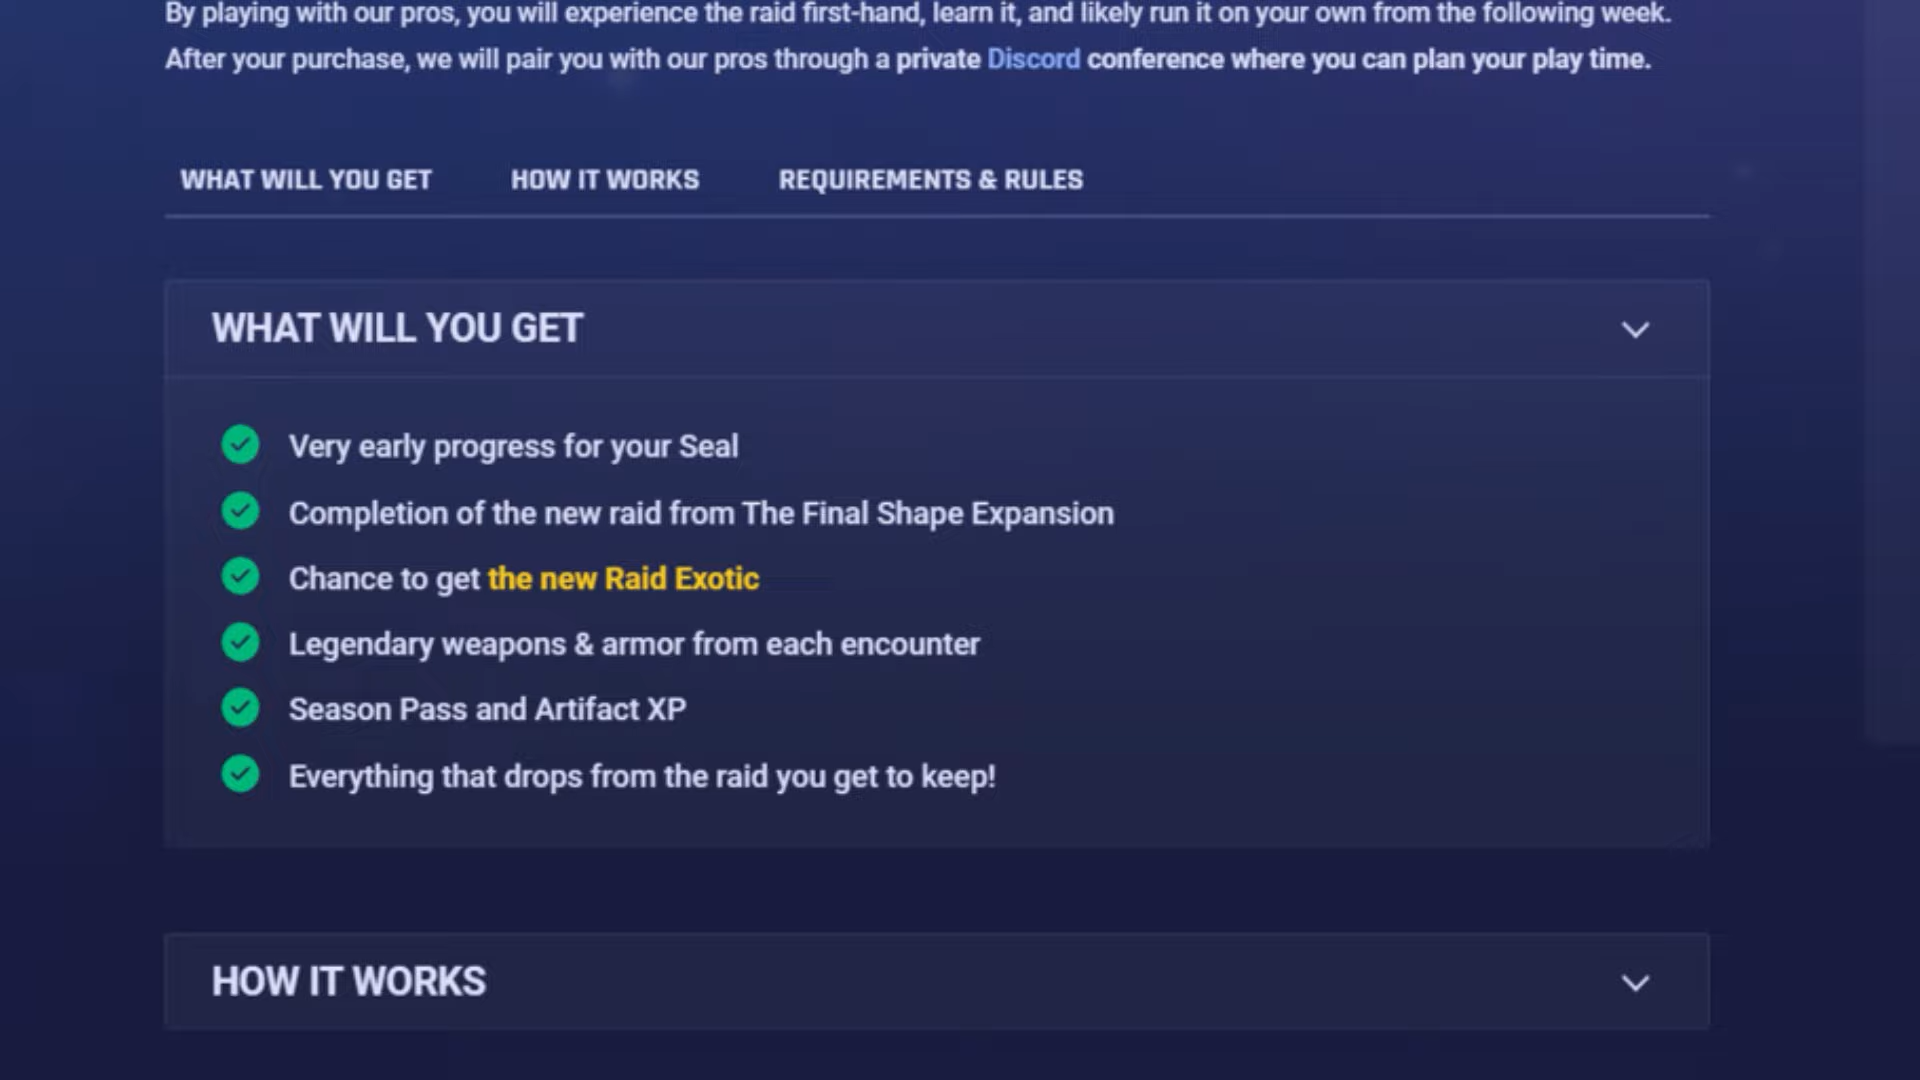 By playing with our pros, you will experience the raid first-hand, learn it, and likely run it on your own from the following week.
After your purchase, we will pair you with our pros through a private Discord conference where you can plan your play time.
WHAT WILL YOU GET HOW IT WORKS REQUIREMENTS & RULES
WHAT WILL YOU GET
Very early progress for your Seal
Completion of the new raid from The Final Shape Expansion
Chance to get the new Raid Exotic
Legendary weapons & armor from each encounter
Season Pass and Artifact XP
Everything that drops from the raid you get to keep!
HOW IT WORKS